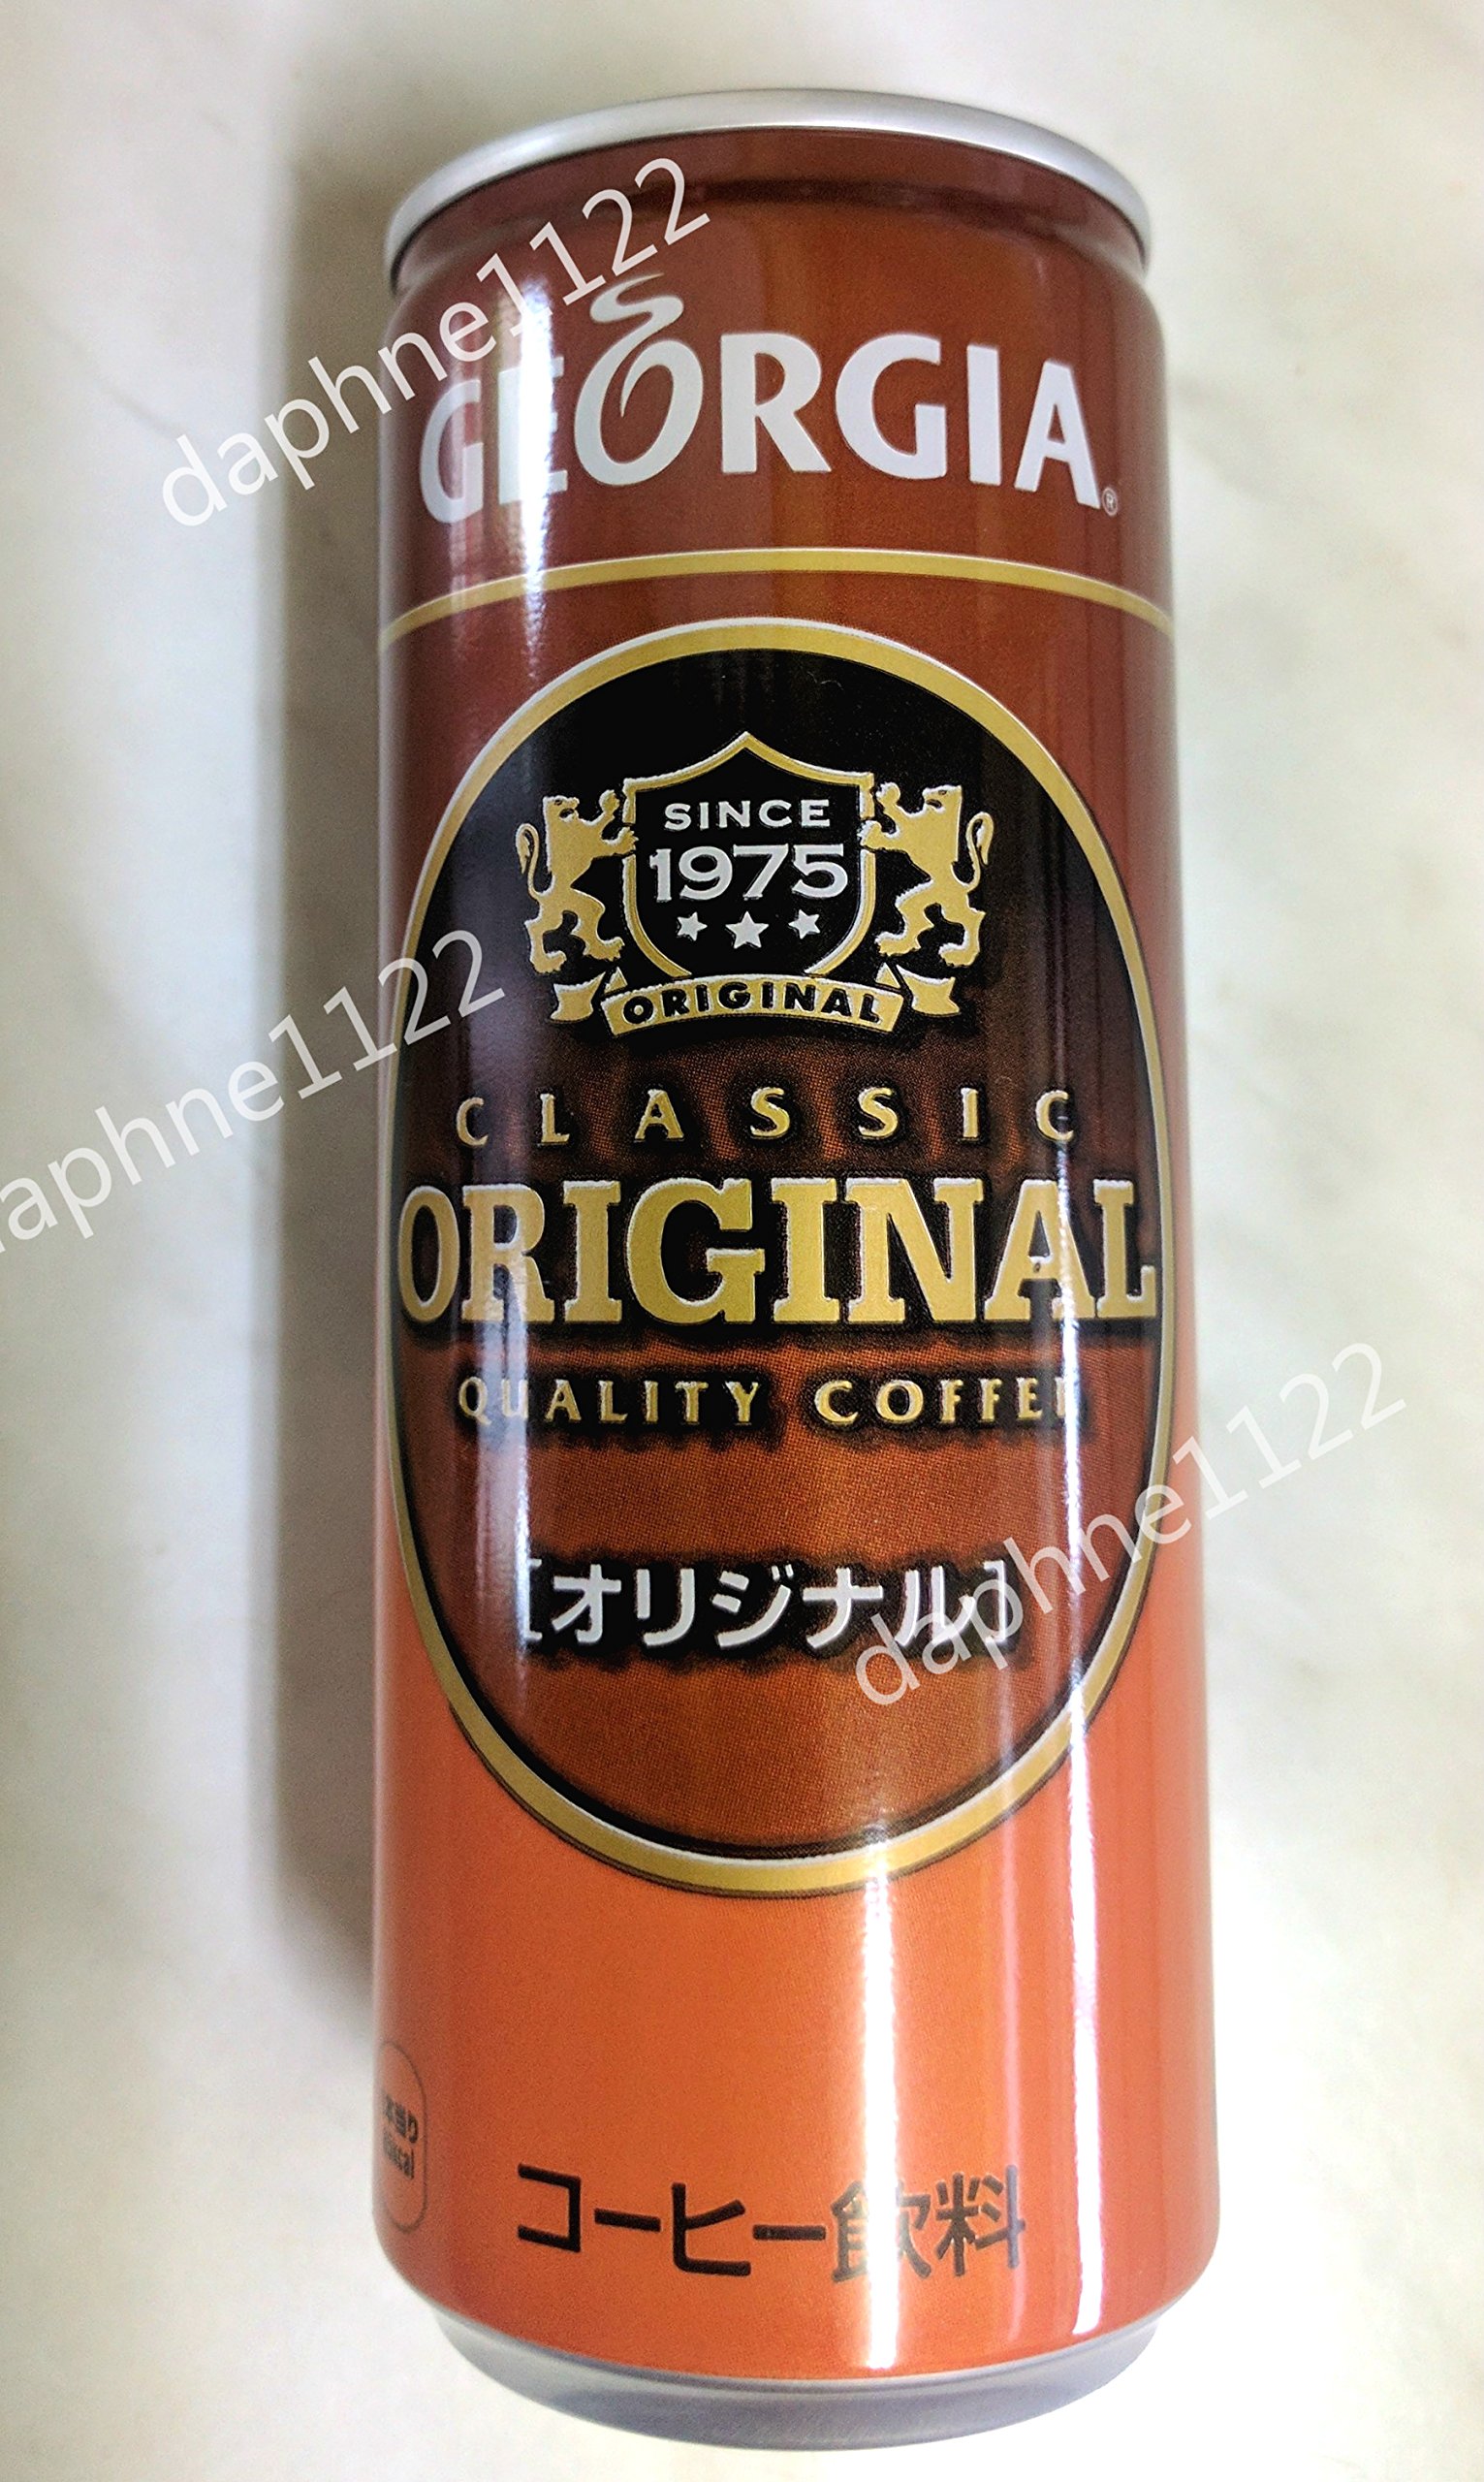 daphne1122
GEORGIA®
SINCE
1975
ORIGINAL
daphne1122
CLASSIC
ORIGINAL
QUALITY COFFEE
[オリジナル]
daphne1122
コーヒー飲料